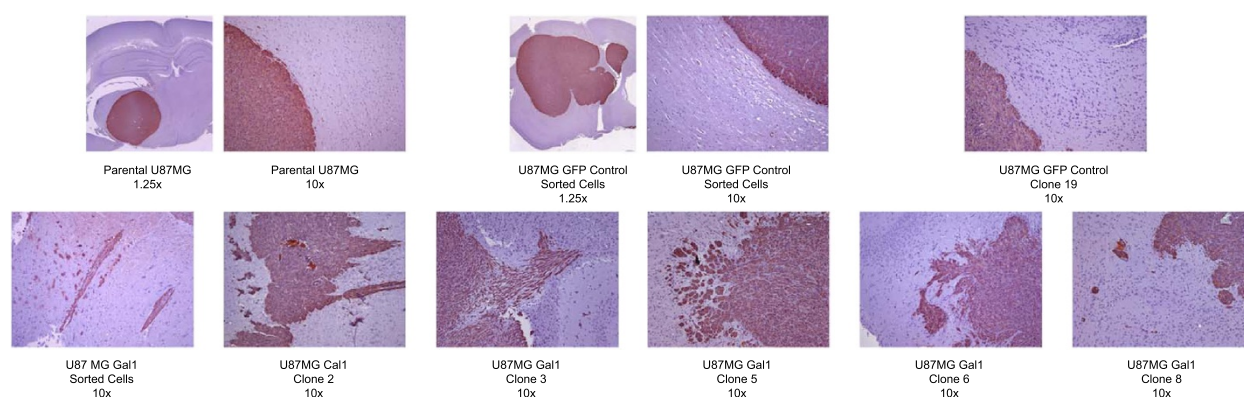 Parental U87MG
1.25x
Parental U87MG
10x
U87MG GFP Control
Sorted Cells
1.25x
U87MG GFP Control
Sorted Cells
10x
U87MG GFP Control
Clone 19
10x
U87 MG Gal1
Sorted Cells
10x
U87MG Cal1
Clone 2
10x
U87MG Gal1
Clone 3
10x
U87MG Gal1
Clone 5
10x
U87MG Gal1
Clone 6
10x
U87MG Gal1
Clone 8
10x